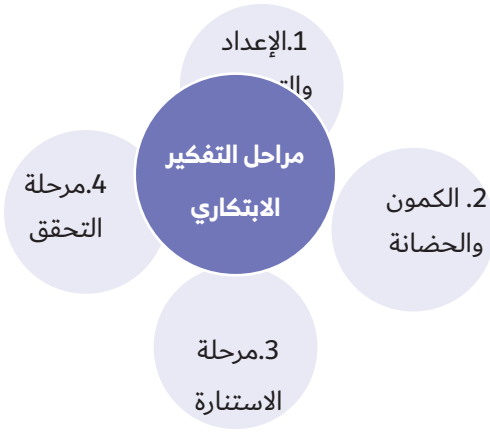 1.الإعداد
مراحل التفكير
الابتكاري
2. الكمون
والحضانة
3.مرحلة
الاستنارة
4.مرحلة
التحقق